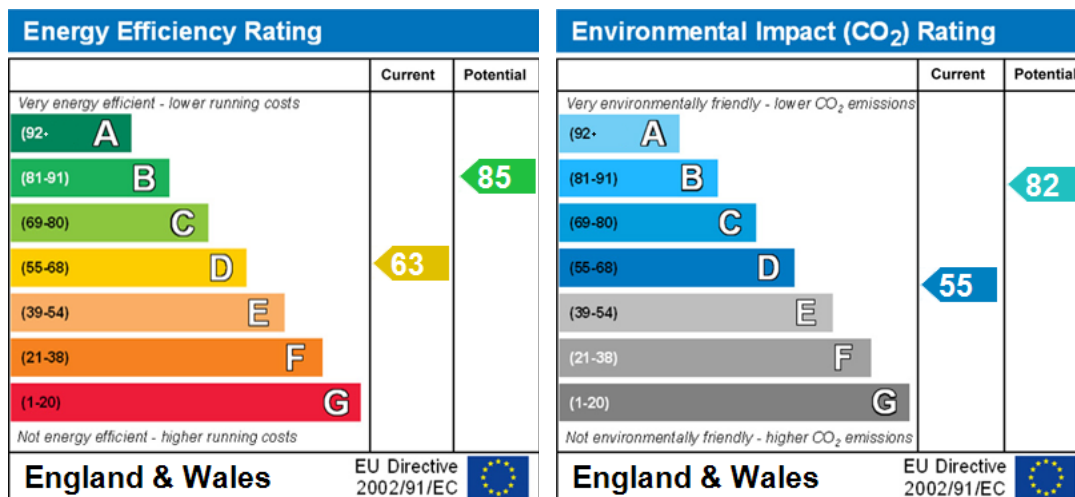 Energy Efficiency Rating
Current Potential
Very energy efficient - lower running costs
(92- A
(81-91) B
85
(69-80) C
(55-68) D
63
(39-54) E
(21-38) F
(1-20) G
Not energy efficient - higher running costs
England & Wales
EU Directive
2002/91/EC
Environmental Impact (CO₂) Rating
Current Potential
Very environmentally friendly - lower CO₂ emissions
(92- A
(81-91) B
82
(69-80) C
(55-68) D
55
(39-54) E
(21-38) F
(1-20) G
Not environmentally friendly - higher CO₂ emissions
England & Wales
EU Directive
2002/91/EC